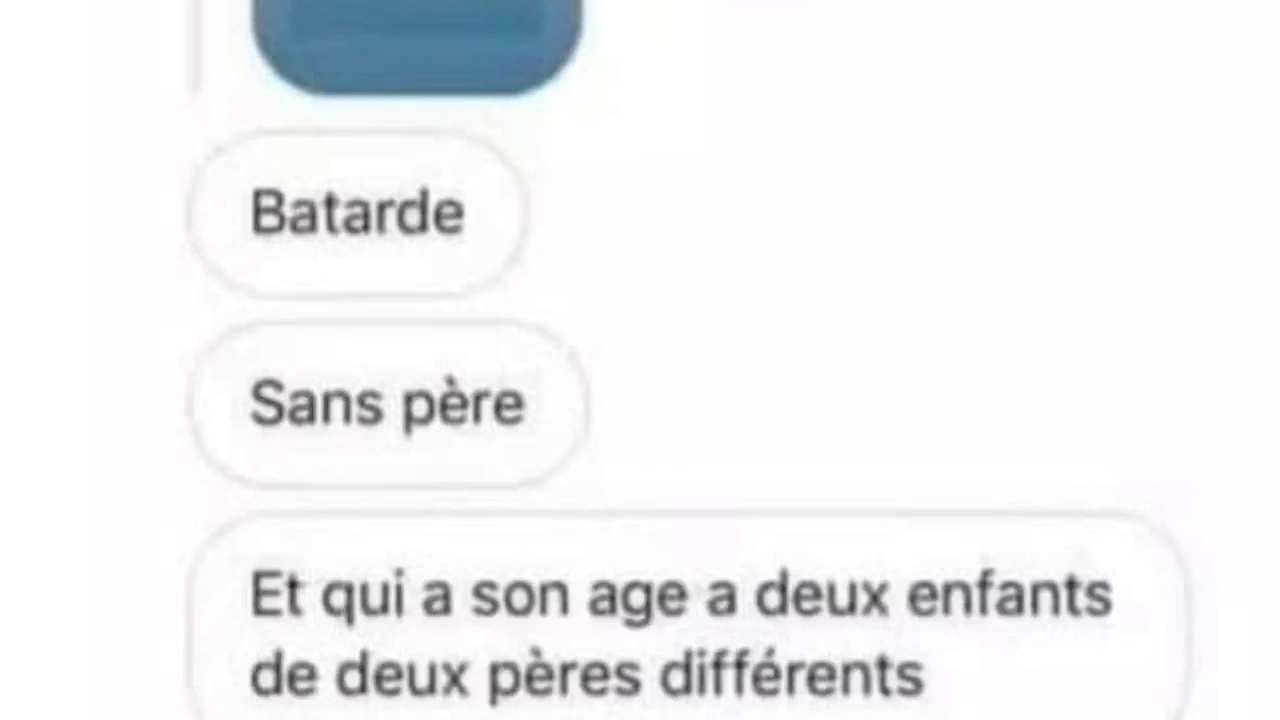 Batarde
Sans père
Et qui a son age a deux enfants
de deux pères différents